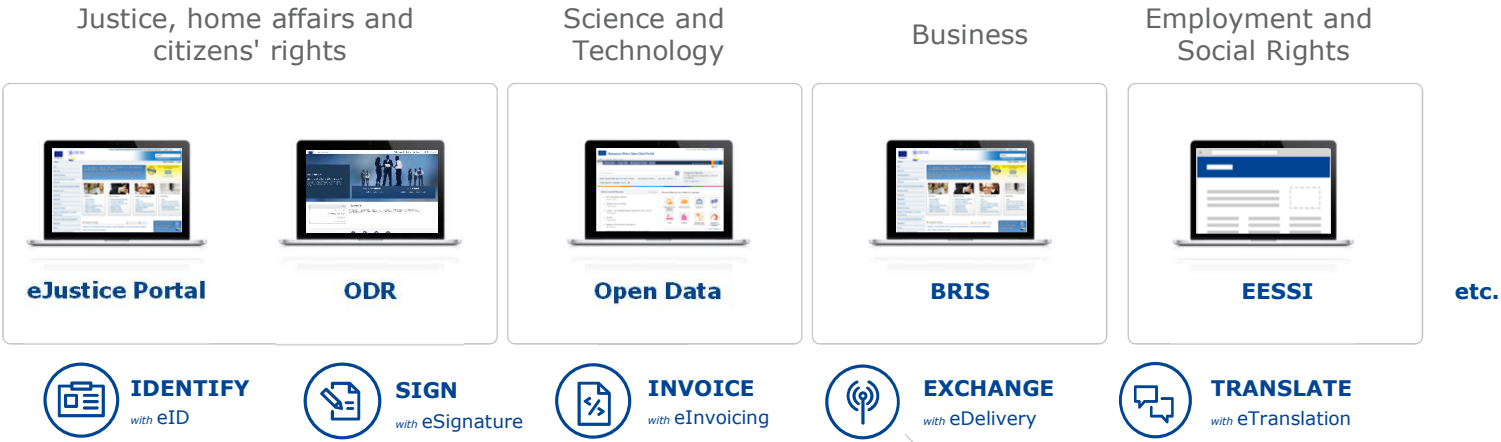 Justice, home affairs and
citizens' rights
Science and
Technology
Business
Employment and
Social Rights
eJustice Portal
ODR
Open Data
BRIS
EESSI
etc.
IDENTIFY
with eID
SIGN
with eSignature
INVOICE
with eInvoicing
EXCHANGE
with eDelivery
TRANSLATE
with eTranslation